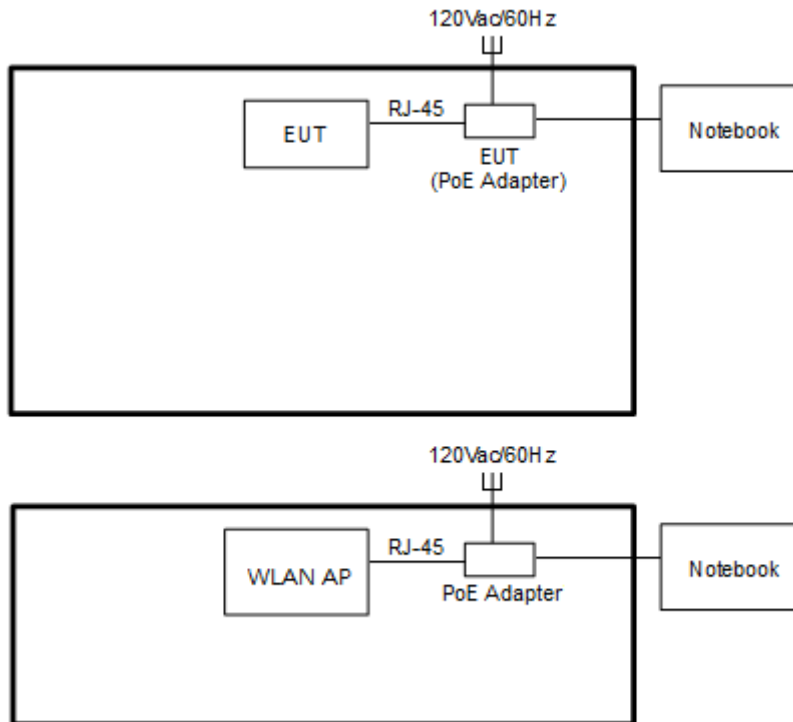 120Vac/60Hz
RJ-45
EUT
Notebook
EUT
(PoE Adapter)
120Vac/60Hz
RJ-45
WLAN AP
Notebook
PoE Adapter